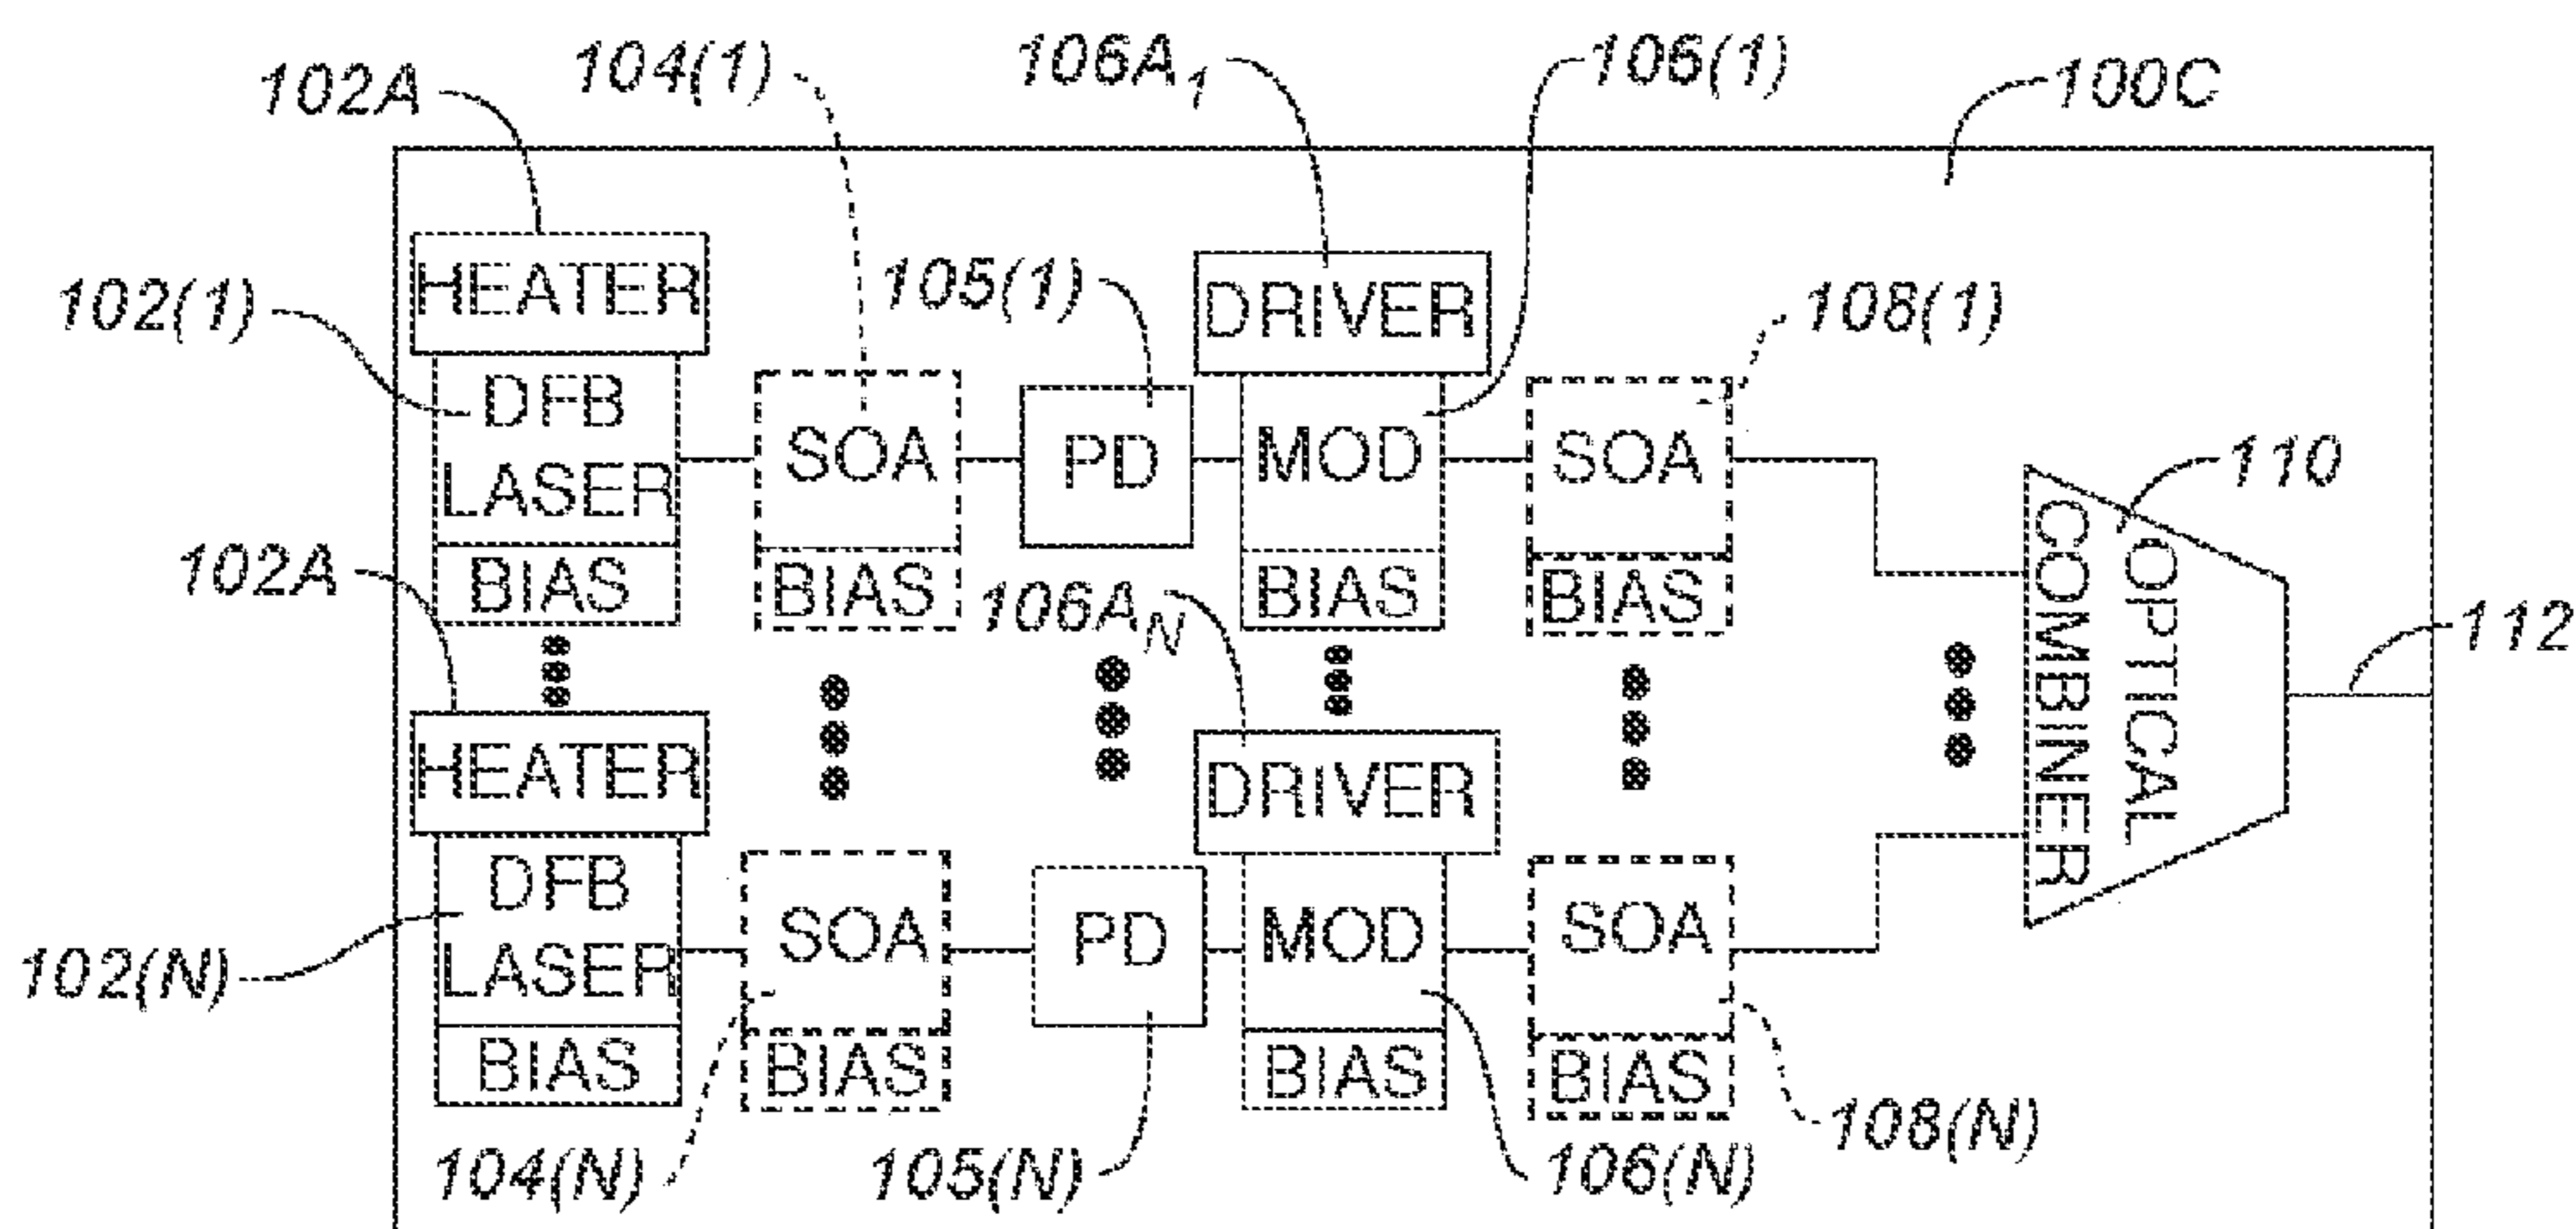 104(1)
106A1
106(1)
100C
102A
HEATER
102(1)
105(1)
DRIVER
108(1)
DFB
LASER
SOA
PD
MOD
SOA
110
OPTICAL
COMBINER
102A
BIAS
BIAS
106AN
BIAS
BIAS
112
HEATER
DRIVER
DFB
LASER
SOA
PD
MOD
SOA
102(N)
BIAS
BIAS
BIAS
BIAS
104(N)
105(N)
106(N)
108(N)